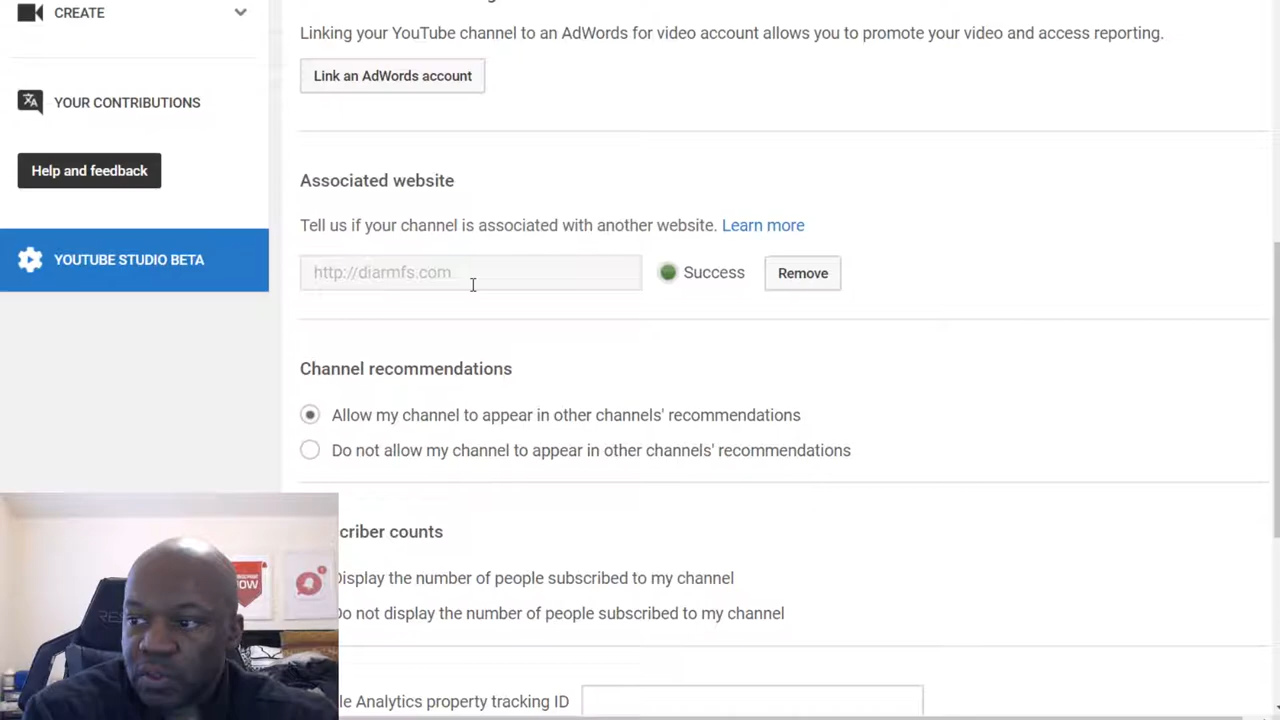 CREATE
YOUR CONTRIBUTIONS
Help and feedback
YOUTUBE STUDIO BETA
Linking your YouTube channel to an AdWords for video account allows you to promote your video and access reporting.
Link an AdWords account
Associated website
Tell us if your channel is associated with another website. Learn more
http://diarmfs.com
Success
Remove
Channel recommendations
Allow my channel to appear in other channels' recommendations
Do not allow my channel to appear in other channels' recommendations
criber counts
Display the number of people subscribed to my channel
Do not display the number of people subscribed to my channel
le Analytics property tracking ID